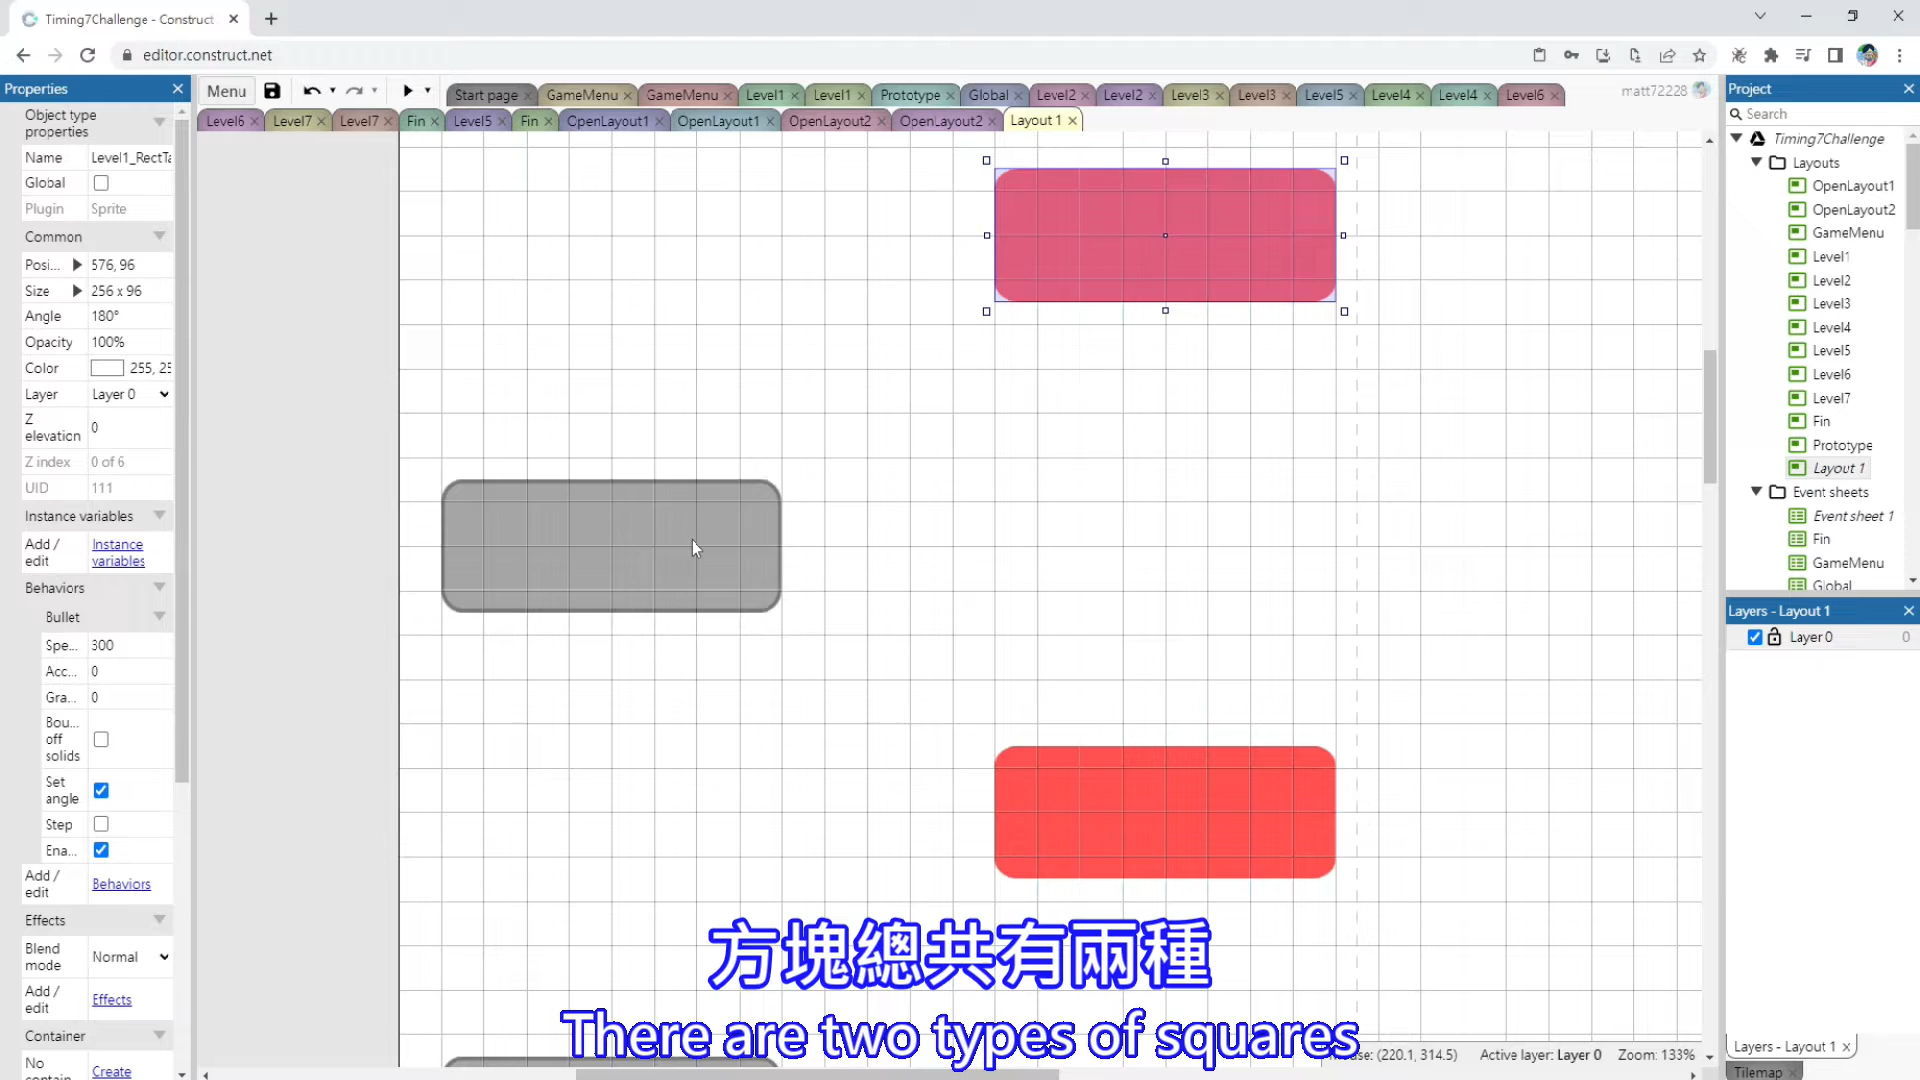 Timing7Challenge - Construct
editor.construct.net
Properties
Menu
Start page
GameMenu
GameMenu
Level1
Level1
Prototype
Global
Level2
Level2
Level3
Level3
Level5
Level4
Level4
Level6
matt72228
Level6
Level7
Level7
Fin
Level5
Fin
OpenLayout1
OpenLayout1
OpenLayout2
OpenLayout2
Layout 1
Object type
properties
Name Level1_RectTa
Global
Plugin Sprite
Common
Posi... 576, 96
Size 256 x 96
Angle 180°
Opacity 100%
Color 255, 25
Layer Layer 0
Z
elevation 0
Z index 0 of 6
UID 111
Instance variables
Add /
edit
Instance
variables
Behaviors
Bullet
Spe... 300
Acc... 0
Gra... 0
Bou...
off
solids
Set
angle
Step
Ena...
Add /
edit
Behaviors
Effects
Blend
mode
Normal
Add /
edit
Effects
Container
No
Create
Project
Search
Timing7Challenge
Layouts
OpenLayout1
OpenLayout2
GameMenu
Level1
Level2
Level3
Level4
Level5
Level6
Level7
Fin
Prototype
Layout 1
Event sheets
Event sheet 1
Fin
GameMenu
Global
Layers - Layout 1
Layer 0 0
方塊總共有兩種
There are two types of squares
(220.1, 314.5) Active layer: Layer 0 Zoom: 133%
Layers - Layout 1
Tilemap